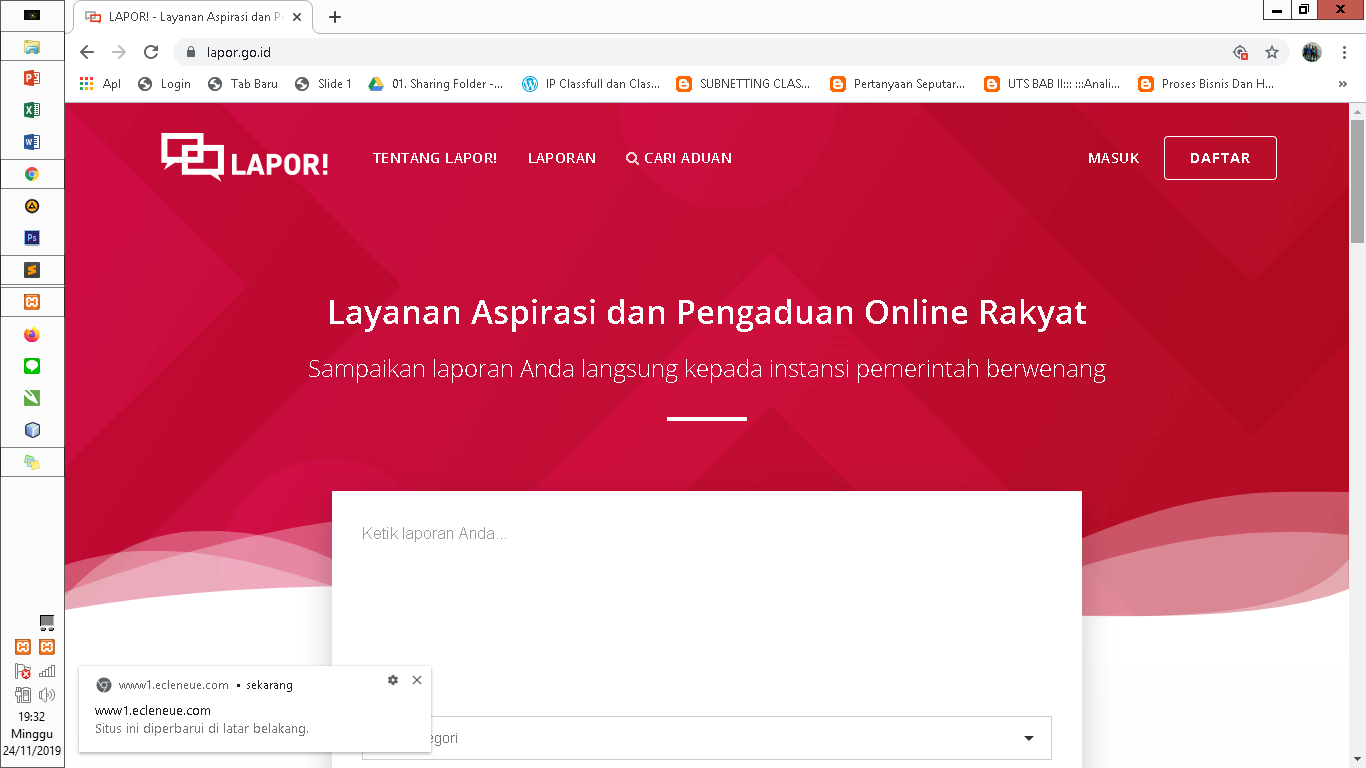 LAPOR! - Layanan Aspirasi dan P
lapor.go.id
Apl
Login
Tab Baru
Slide 1
01. Sharing Folder -...
IP Classfull dan Clas...
SUBNETTING CLAS...
Pertanyaan Seputar...
UTS BAB II::: :::Anali...
Proses Bisnis Dan H...
»
LAPOR!
TENTANG LAPOR!
LAPORAN
CARI ADUAN
MASUK
DAFTAR
Layanan Aspirasi dan Pengaduan Online Rakyat
Sampaikan laporan Anda langsung kepada instansi pemerintah berwenang
Ketik laporan Anda...
egori
www1.ecleneue.com • sekarang
www1.ecleneue.com
Situs ini diperbarui di latar belakang.
Ps
19:32
Minggu
24/11/2019